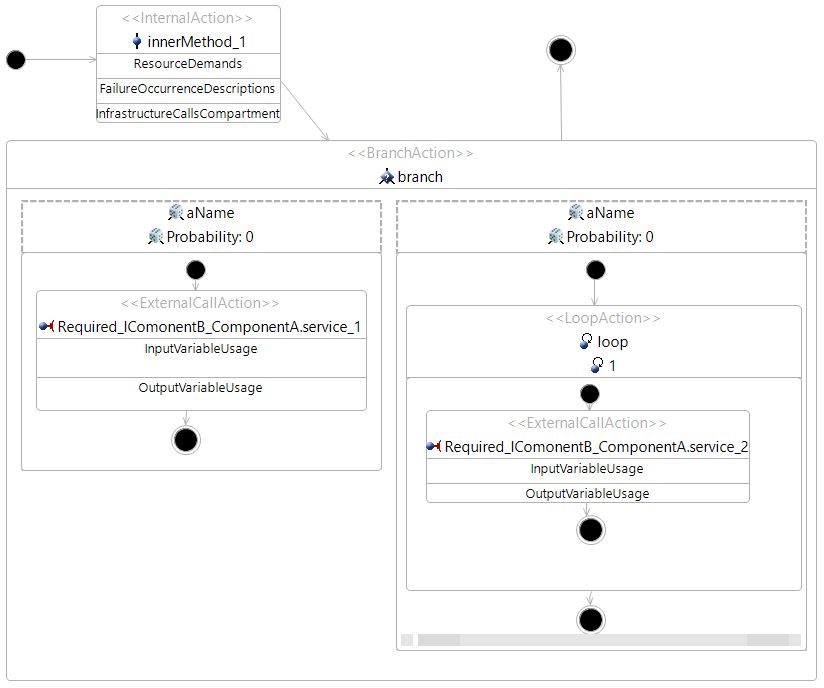 <<InternalAction>>
innerMethod_1
ResourceDemands
FailureOccurrenceDescriptions
InfrastructureCallsCompartment
<<BranchAction>>
branch
aName
Probability: 0
<<ExternalCallAction>>
Required_IComonentB_ComponentA.service_1
InputVariableUsage
OutputVariableUsage
aName
Probability: 0
<<LoopAction>>
loop
1
<<ExternalCallAction>>
Required_IComonentB_ComponentA.service_2
InputVariableUsage
OutputVariableUsage